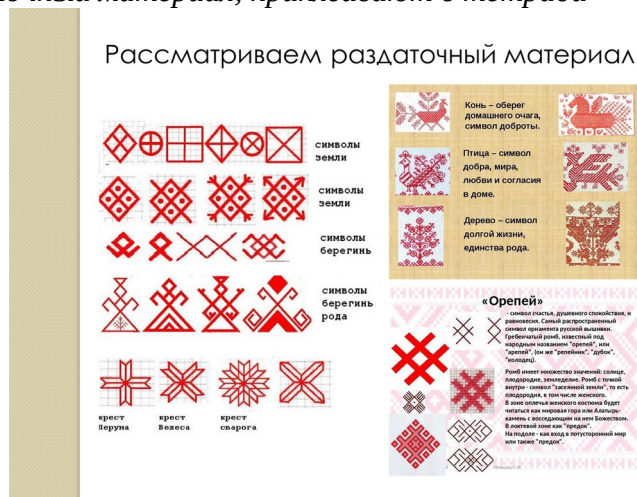 материал, приклеивают в тетради
Рассматриваем раздаточный материал
символы
земли
символы
земли
символы
берегинь
символы
берегинь
рода
крест
Перуна
крест
Велеса
крест
сварога
Конь – оберег
домашнего очага,
символ доброты.
Птица – символ
добра, мира,
любви и согласия
в доме.
Дерево – символ
долгой жизни,
единства рода.
«Орепей»
- символ счастья, душевного спокойствия, и
равновесия. Самый распространенный
символ орнамента русской вышивки.
Гребенчатый ромб, известный под
народным названием "орепей", или
"арепей", (он же "репейник", "дубок",
"колодец).
Ромб имеет множество значений: солнце,
плодородие, земледелие. Ромб с точкой
внутри - символ "засеянной земли", то есть
плодородия, в том числе женского.
В зоне оплечья женского костюма будет
читаться как мировая гора или Алатырь-
камень с восседающим на нем Божеством.
В локтевой зоне как "предок".
На подоле - как вход в потусторонний мир
или также "предок".